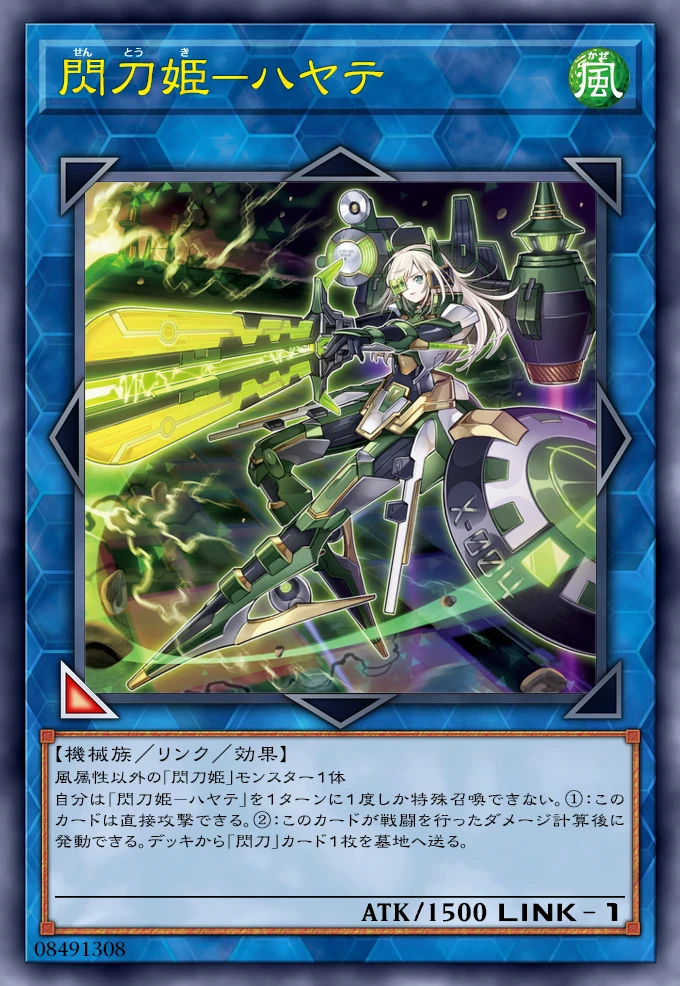 せん とう き
閃刀姫－ハヤテ
かぜ
風
X-004
【機械族／リンク／効果】
風属性以外の「閃刀姫」モンスター１体
自分は「閃刀姫－ハヤテ」を１ターンに１度しか特殊召喚できない。①：この
カードは直接攻撃できる。②：このカードが戦闘を行ったダメージ計算後に
発動できる。デッキから「閃刀」カード１枚を墓地へ送る。
ATK/1500 LINK－1
08491308